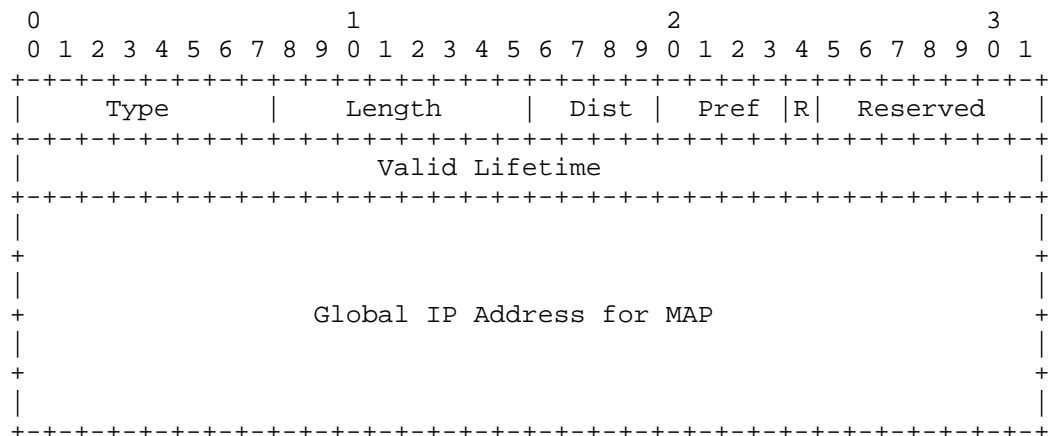 0                   1                   2                   3
 0 1 2 3 4 5 6 7 8 9 0 1 2 3 4 5 6 7 8 9 0 1 2 3 4 5 6 7 8 9 0 1
+-+-+-+-+-+-+-+-+-+-+-+-+-+-+-+-+-+-+-+-+-+-+-+-+-+-+-+-+-+-+-+-+
|     Type      |    Length     |  Dist |  Pref |R|  Reserved   |
+-+-+-+-+-+-+-+-+-+-+-+-+-+-+-+-+-+-+-+-+-+-+-+-+-+-+-+-+-+-+-+-+
|                      Valid Lifetime                           |
+-+-+-+-+-+-+-+-+-+-+-+-+-+-+-+-+-+-+-+-+-+-+-+-+-+-+-+-+-+-+-+-+
|                                                               |
+                                                               +
|                                                               |
+                  Global IP Address for MAP                    +
|                                                               |
+                                                               +
|                                                               |
+-+-+-+-+-+-+-+-+-+-+-+-+-+-+-+-+-+-+-+-+-+-+-+-+-+-+-+-+-+-+-+-+